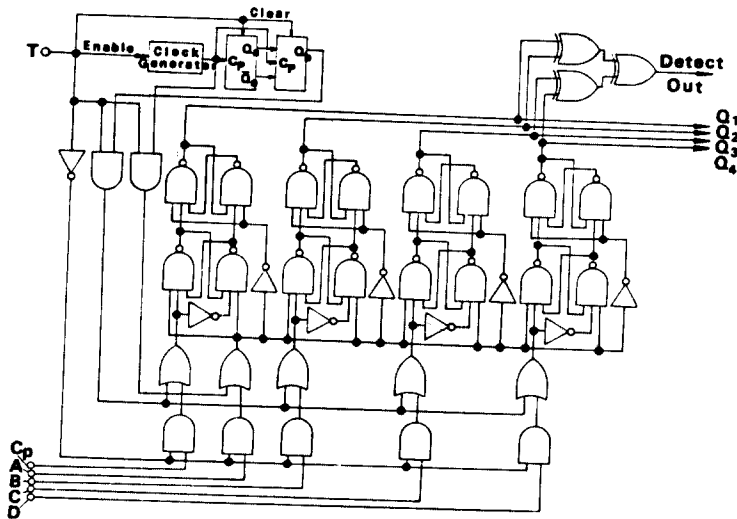 Clear
T
Enable
Clock
Generator
Cp
Q
Q̅
Cp
Q
Detect
Out
Q1
Q2
Q3
Q4
Cp
A
B
C
D